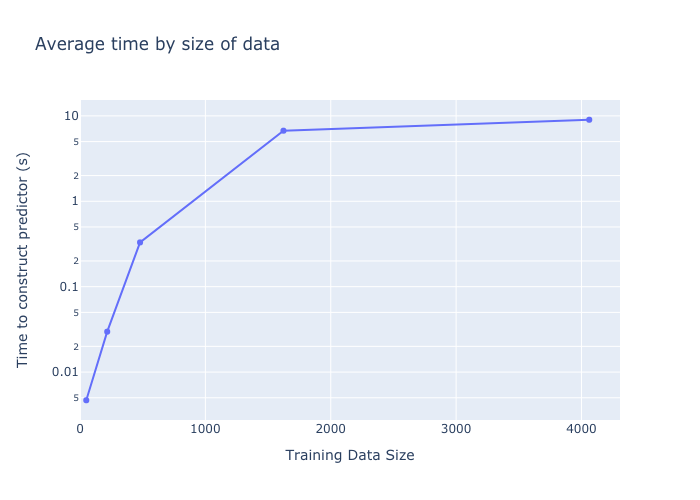 Average time by size of data
10
5
2
1
5
2
0.1
5
2
0.01
5
Time to construct predictor (s)
0 1000 2000 3000 4000
Training Data Size